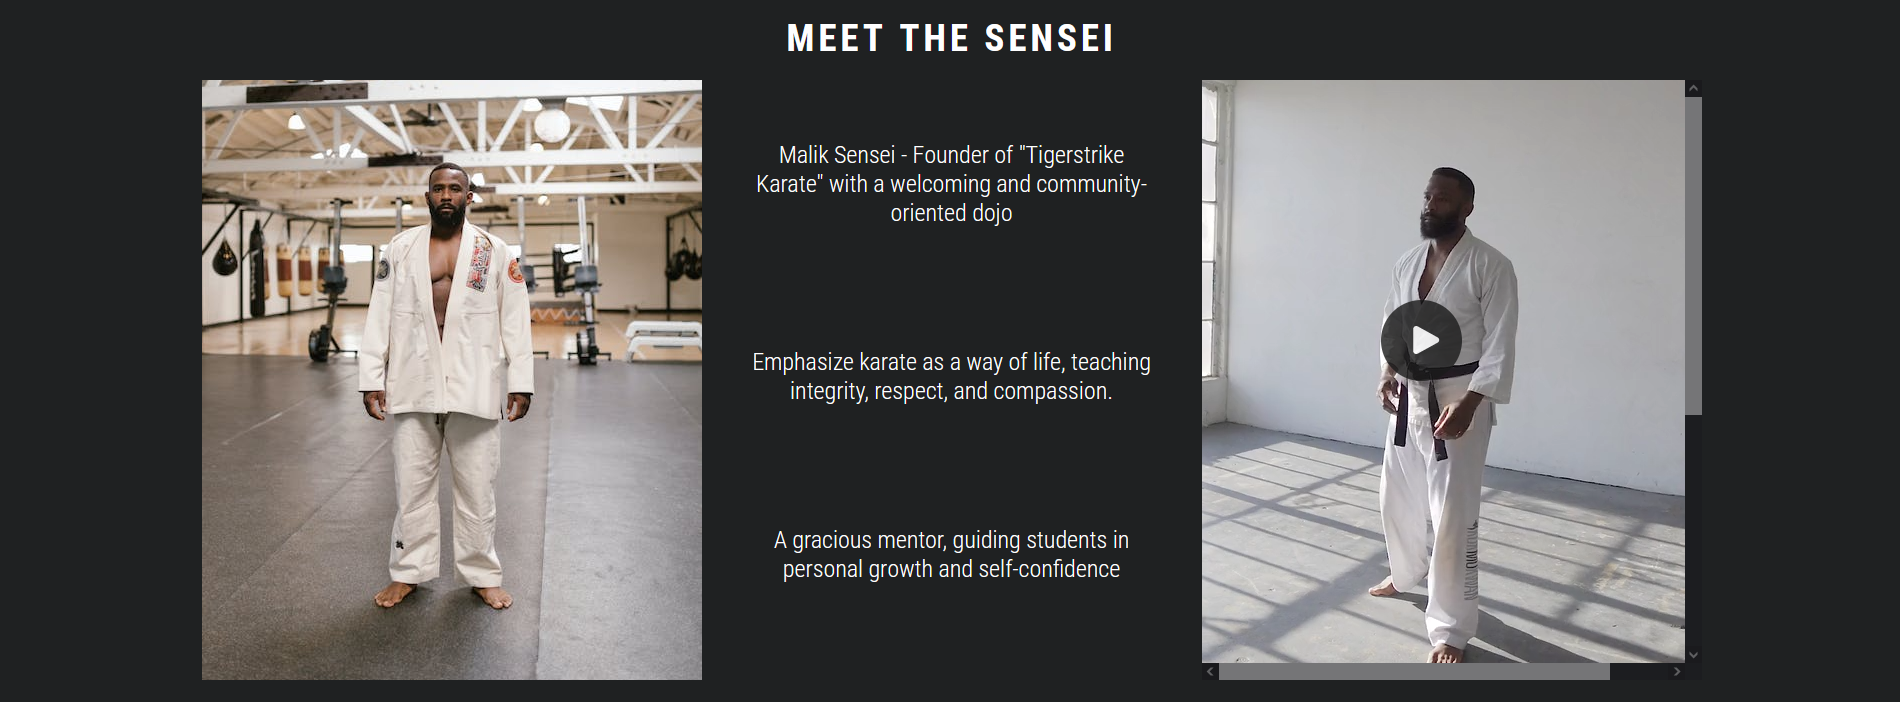 MEET THE SENSEI
Malik Sensei - Founder of "Tigerstrike
Karate" with a welcoming and community-
oriented dojo
Emphasize karate as a way of life, teaching
integrity, respect, and compassion.
A gracious mentor, guiding students in
personal growth and self-confidence